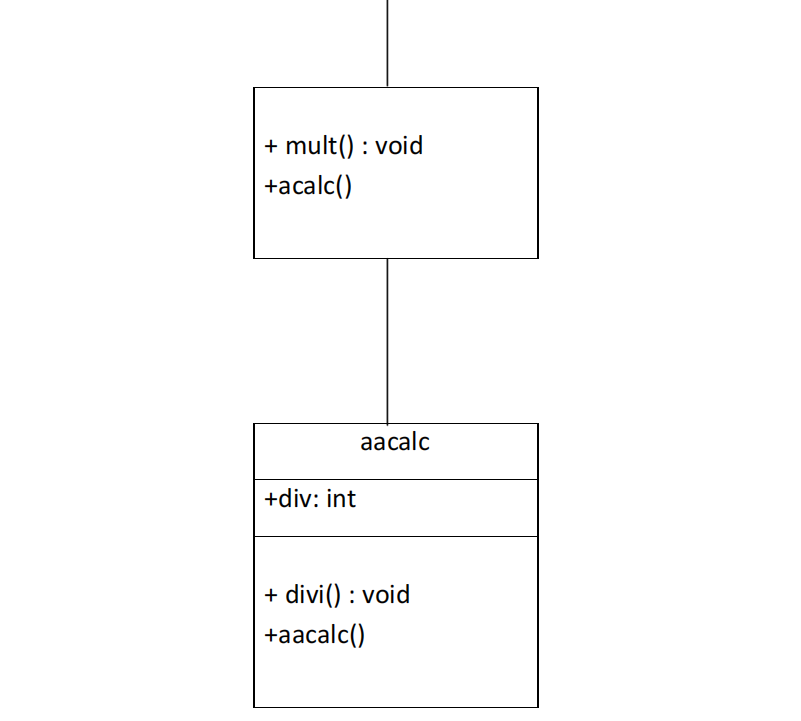 + mult() : void
+acalc()
aacalc
+div: int
+ divi() : void
+aacalc()